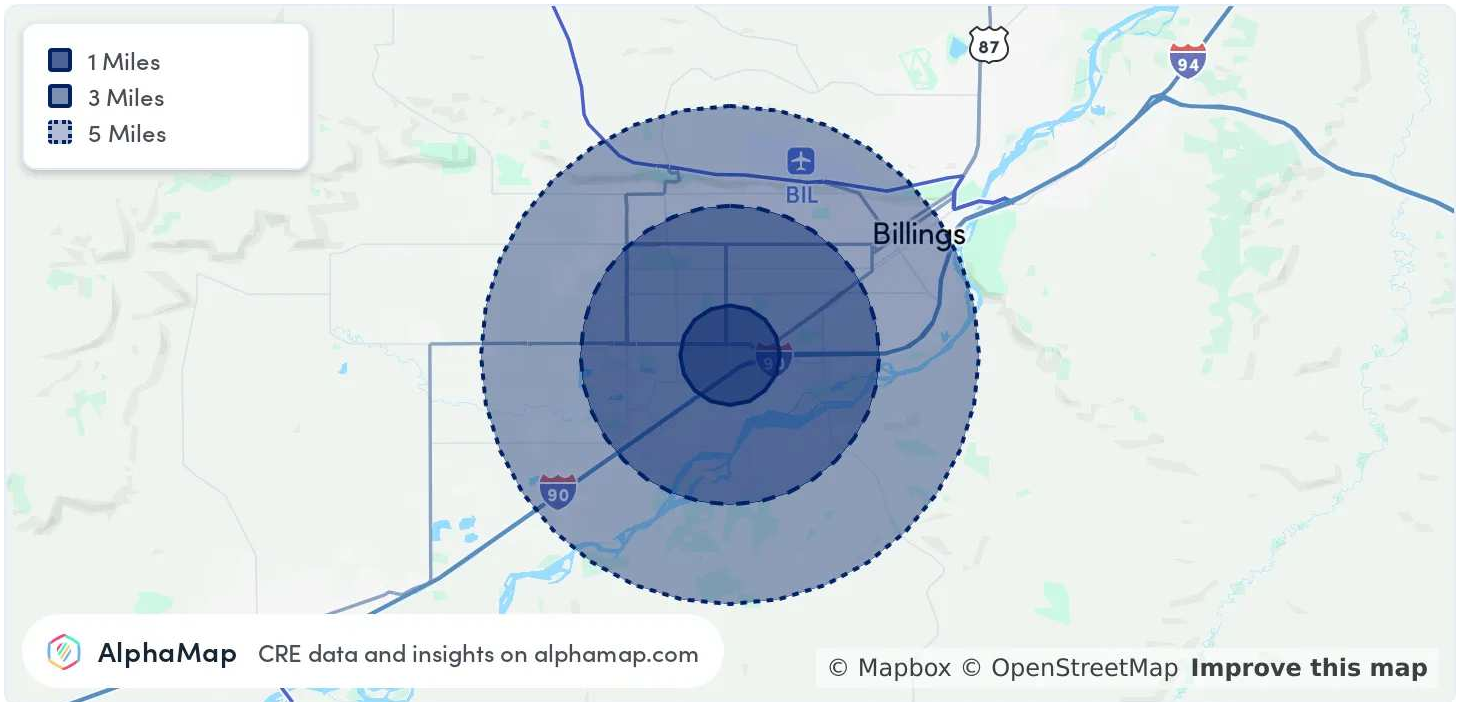 1 Miles
3 Miles
5 Miles
87
94
BIL
Billings
90
90
AlphaMap CRE data and insights on alphamap.com
© Mapbox © OpenStreetMap Improve this map